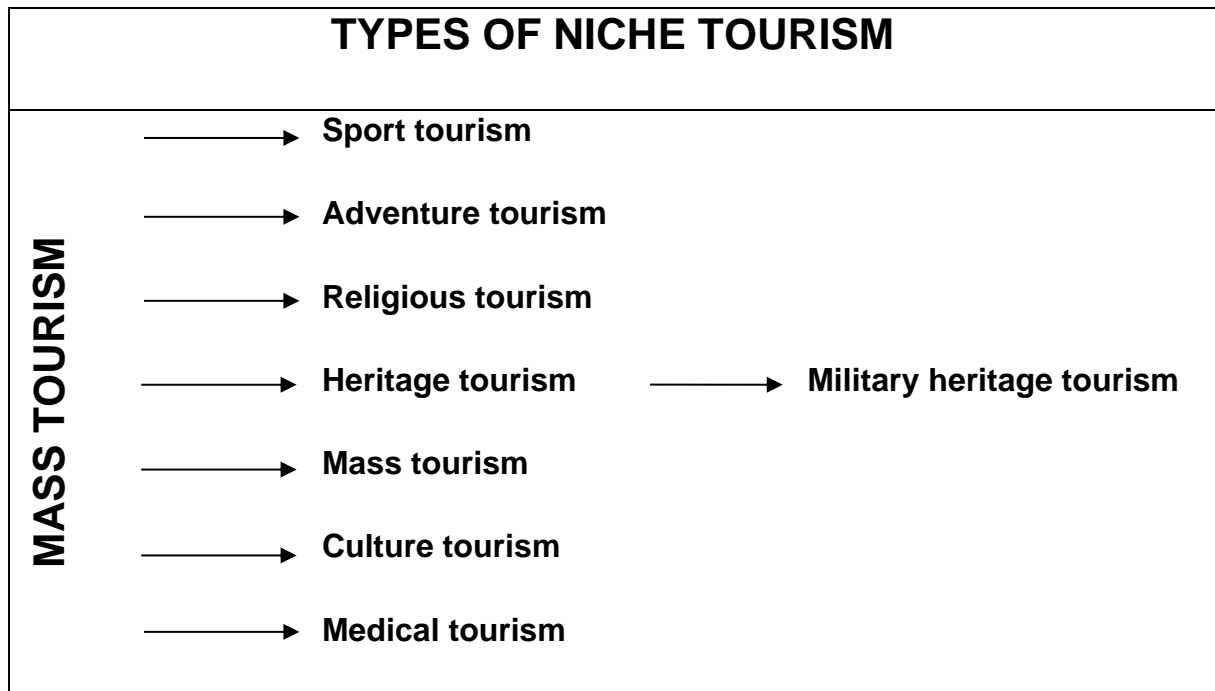 TYPES OF NICHE TOURISM
MASS TOURISM
Sport tourism
Adventure tourism
Religious tourism
Heritage tourism
Military heritage tourism
Mass tourism
Culture tourism
Medical tourism